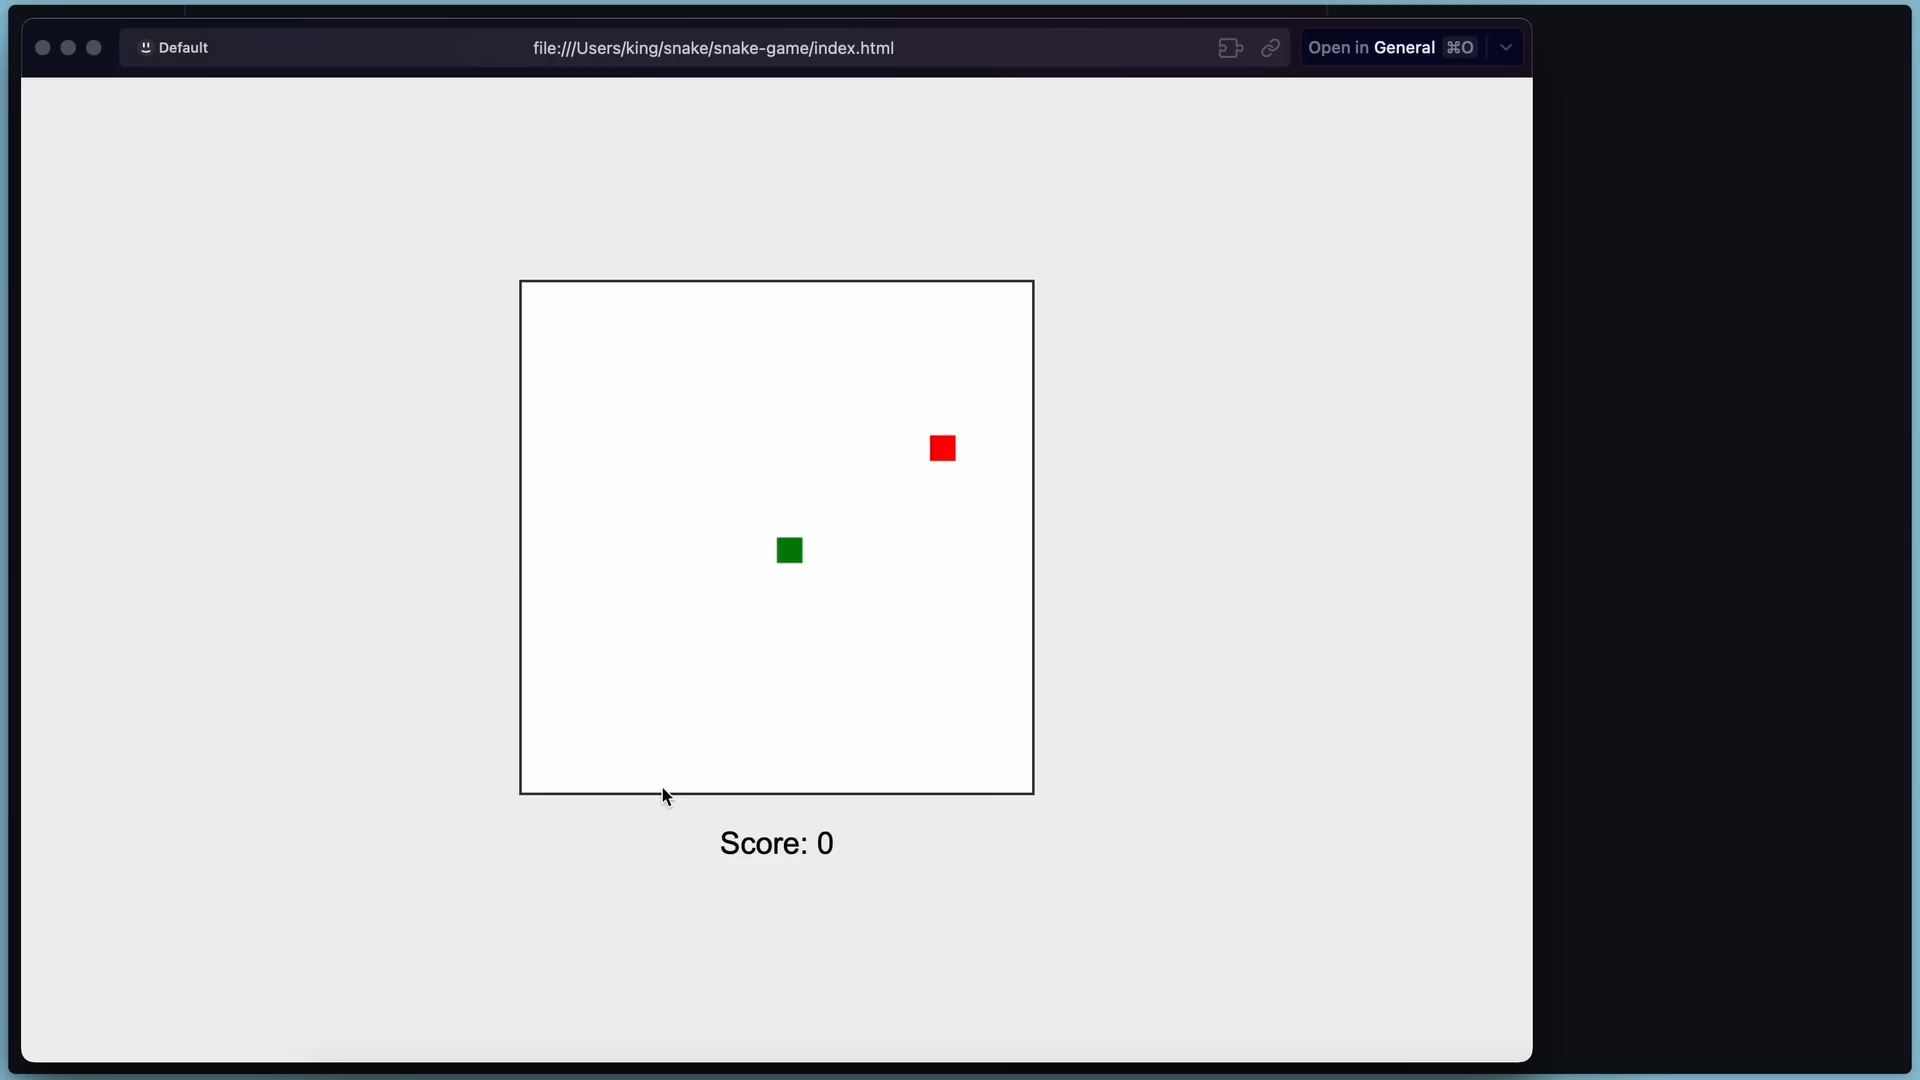 Default
file:///Users/king/snake/snake-game/index.html
Open in General ⌘O
Score: 0